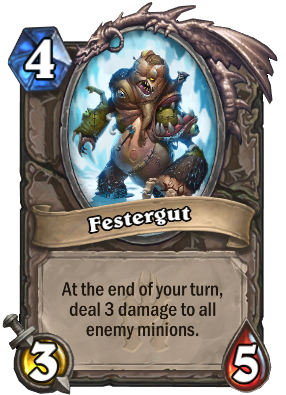 4
Festergut
At the end of your turn,
deal 3 damage to all
enemy minions.
3
5